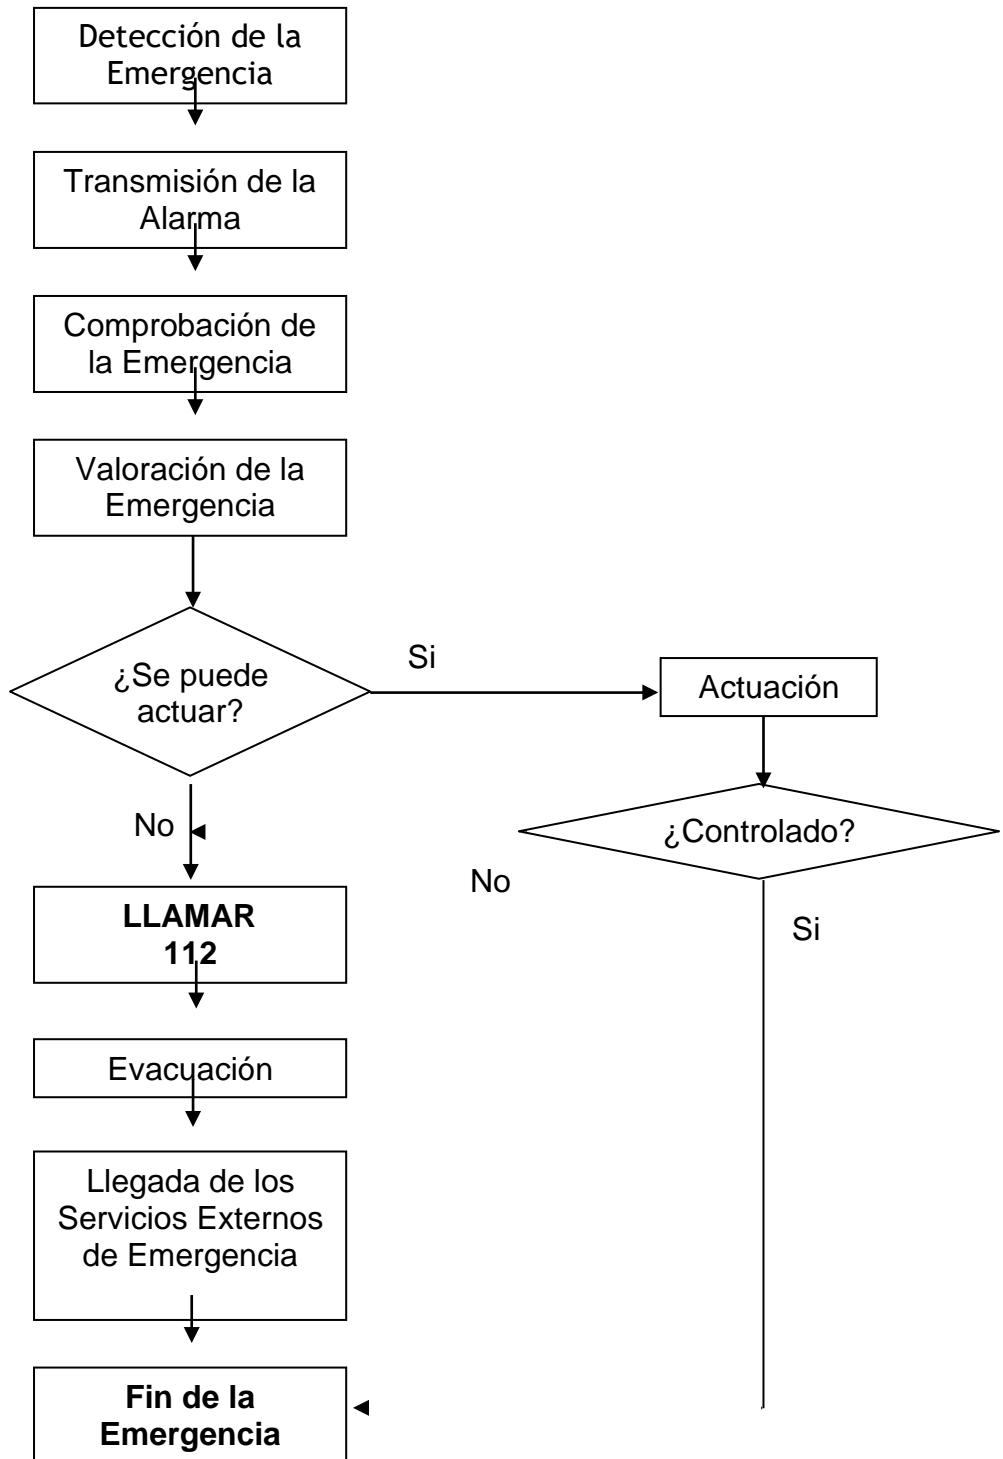 Detección de la
Emergencia
Transmisión de la
Alarma
Comprobación de
la Emergencia
Valoración de la
Emergencia
¿Se puede
actuar?
Si
Actuación
No
¿Controlado?
No
Si
LLAMAR
112
Evacuación
Llegada de los
Servicios Externos
de Emergencia
Fin de la
Emergencia